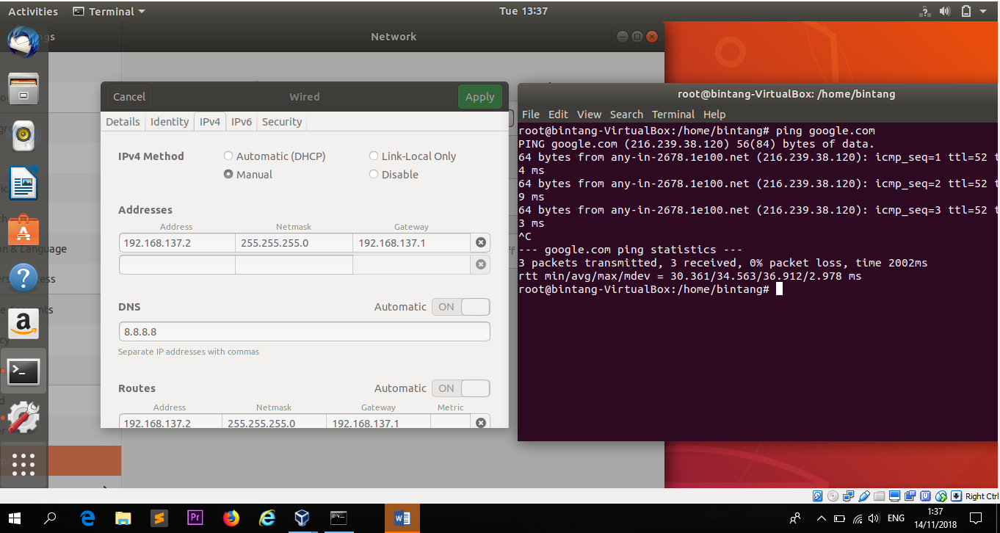 Activities Terminal Tue 13:37
Network
Cancel Wired Apply
Details Identity IPv4 IPv6 Security
IPv4 Method Automatic (DHCP) Link-Local Only
Manual Disable
Addresses
Address Netmask Gateway
192.168.137.2 255.255.255.0 192.168.137.1
DNS Automatic ON
8.8.8.8
Separate IP addresses with commas
Routes Automatic ON
Address Netmask Gateway Metric
192.168.137.2 255.255.255.0 192.168.137.1
& Language
root@bintang-VirtualBox: /home/bintang
File Edit View Search Terminal Help
root@bintang-VirtualBox:/home/bintang# ping google.com
PING google.com (216.239.38.120) 56(84) bytes of data.
64 bytes from any-in-2678.1e100.net (216.239.38.120): icmp_seq=1 ttl=52 t
4 ms
64 bytes from any-in-2678.1e100.net (216.239.38.120): icmp_seq=2 ttl=52 t
9 ms
64 bytes from any-in-2678.1e100.net (216.239.38.120): icmp_seq=3 ttl=52 t
3 ms
^C
--- google.com ping statistics ---
3 packets transmitted, 3 received, 0% packet loss, time 2002ms
rtt min/avg/max/mdev = 30.361/34.563/36.912/2.978 ms
root@bintang-VirtualBox:/home/bintang#
Right Ctrl
ENG
1:37
14/11/2018